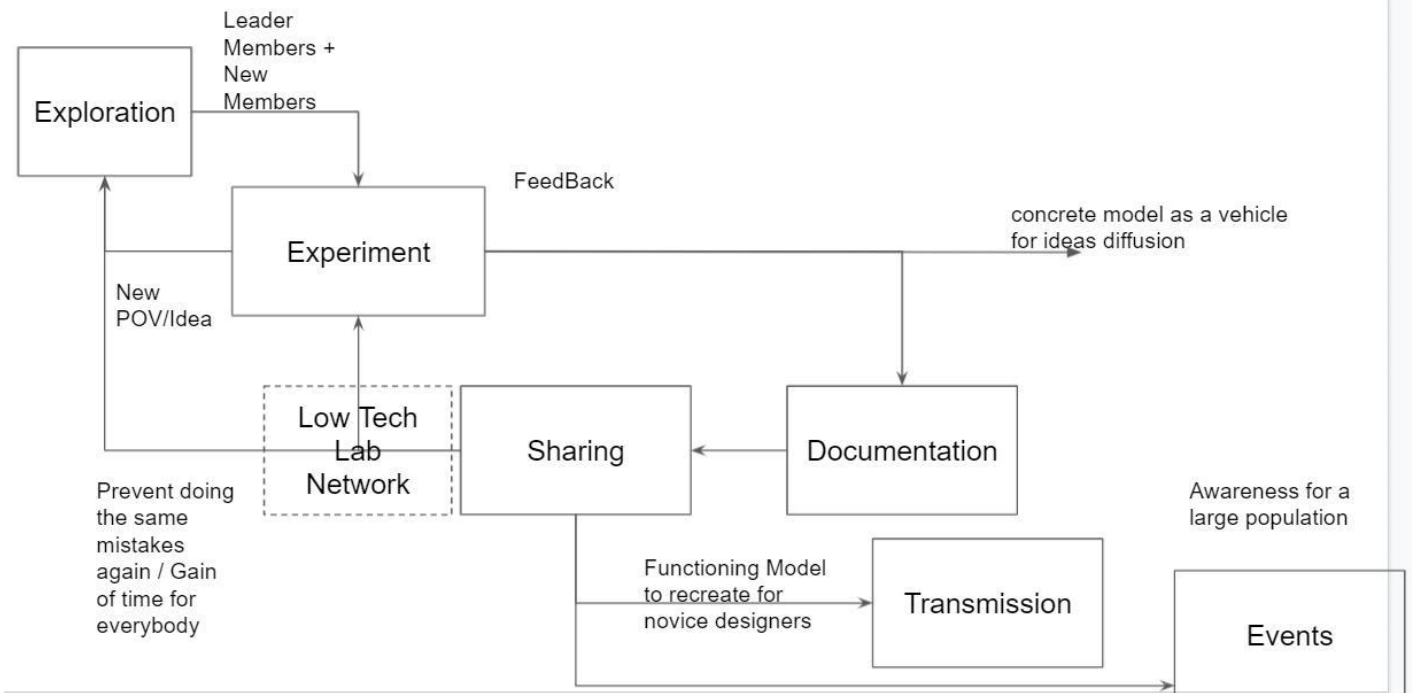 Leader
Members +
New
Members
Exploration
FeedBack
concrete model as a vehicle
for ideas diffusion
Experiment
New
POV/Idea
Low Tech
Lab
Network
Sharing
Documentation
Prevent doing
the same
mistakes
again / Gain
of time for
everybody
Awareness for a
large population
Functioning Model
to recreate for
novice designers
Transmission
Events